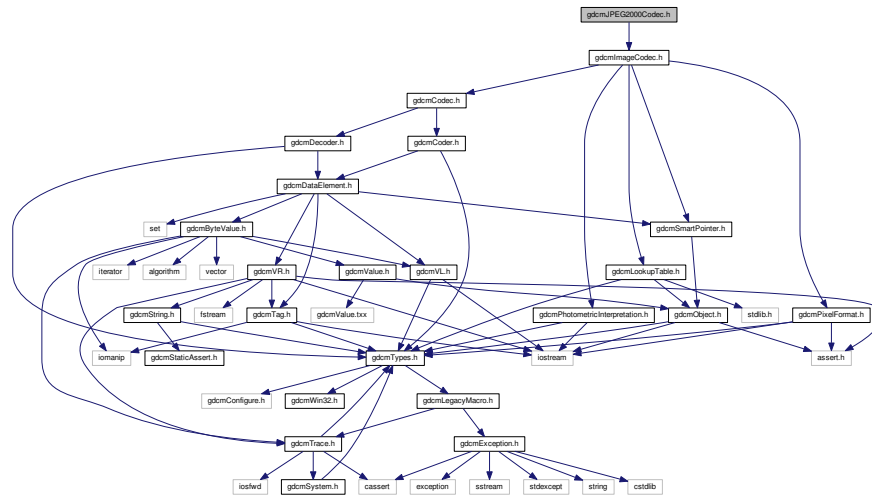 gdcmJPEG2000Codec.h
gdcmImageCodec.h
gdcmCodec.h
gdcmDecoder.h
gdcmCoder.h
gdcmDataElement.h
set
gdcmByteValue.h
gdcmSmartPointer.h
iterator
algorithm
vector
gdcmVR.h
gdcmValue.h
gdcmVL.h
gdcmLookupTable.h
gdcmString.h
fstream
gdcmTag.h
gdcmValue.txx
gdcmPhotometricInterpretation.h
gdcmObject.h
stdlib.h
gdcmPixelFormat.h
iomanip
gdcmStaticAssert.h
gdcmTypes.h
iostream
assert.h
gdcmConfigure.h
gdcmWin32.h
gdcmLegacyMacro.h
gdcmTrace.h
gdcmException.h
iosfwd
gdcmSystem.h
cassert
exception
sstream
stdexcept
string
cstdlib